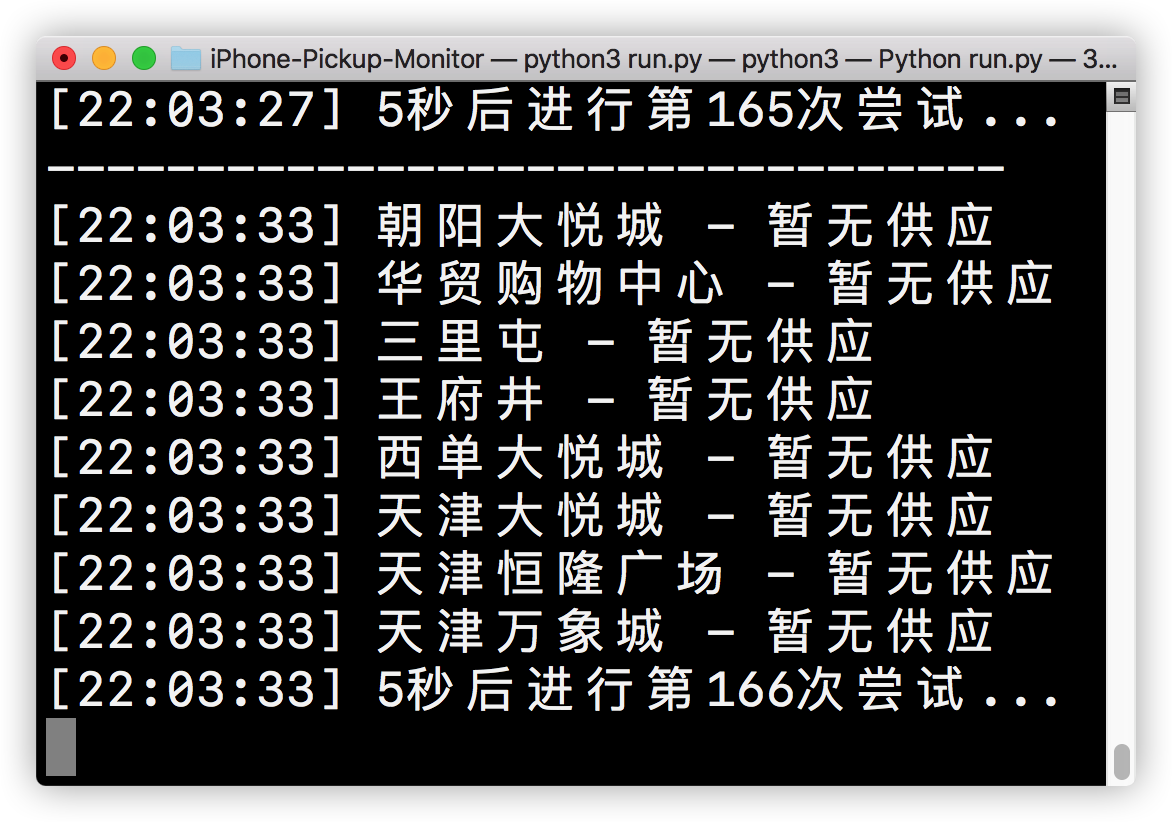 iPhone-Pickup-Monitor — python3 run.py — python3 — Python run.py — 3...
[22:03:27] 5秒后进行第165次尝试...
--------------------------------
[22:03:33] 朝阳大悦城 - 暂无供应
[22:03:33] 华贸购物中心 - 暂无供应
[22:03:33] 三里屯 - 暂无供应
[22:03:33] 王府井 - 暂无供应
[22:03:33] 西单大悦城 - 暂无供应
[22:03:33] 天津大悦城 - 暂无供应
[22:03:33] 天津恒隆广场 - 暂无供应
[22:03:33] 天津万象城 - 暂无供应
[22:03:33] 5秒后进行第166次尝试...